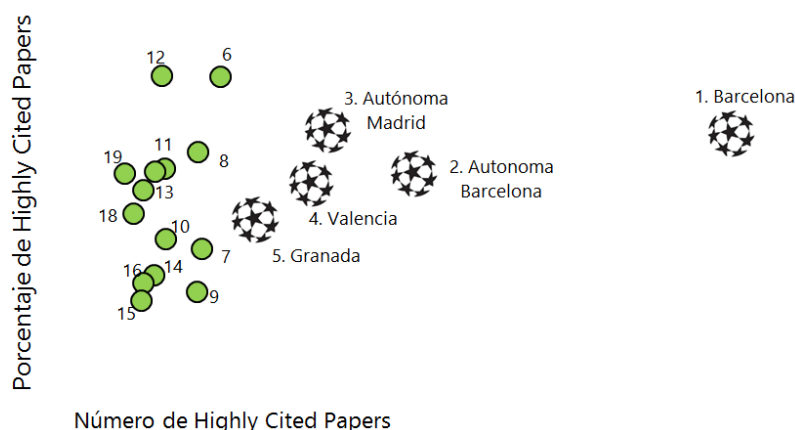 Porcentaje de Highly Cited Papers
12
6
1. Barcelona
3. Autónoma
Madrid
11
8
19
2. Autonoma
Barcelona
13
18
4. Valencia
10
7
5. Granada
16
14
9
15
Número de Highly Cited Papers